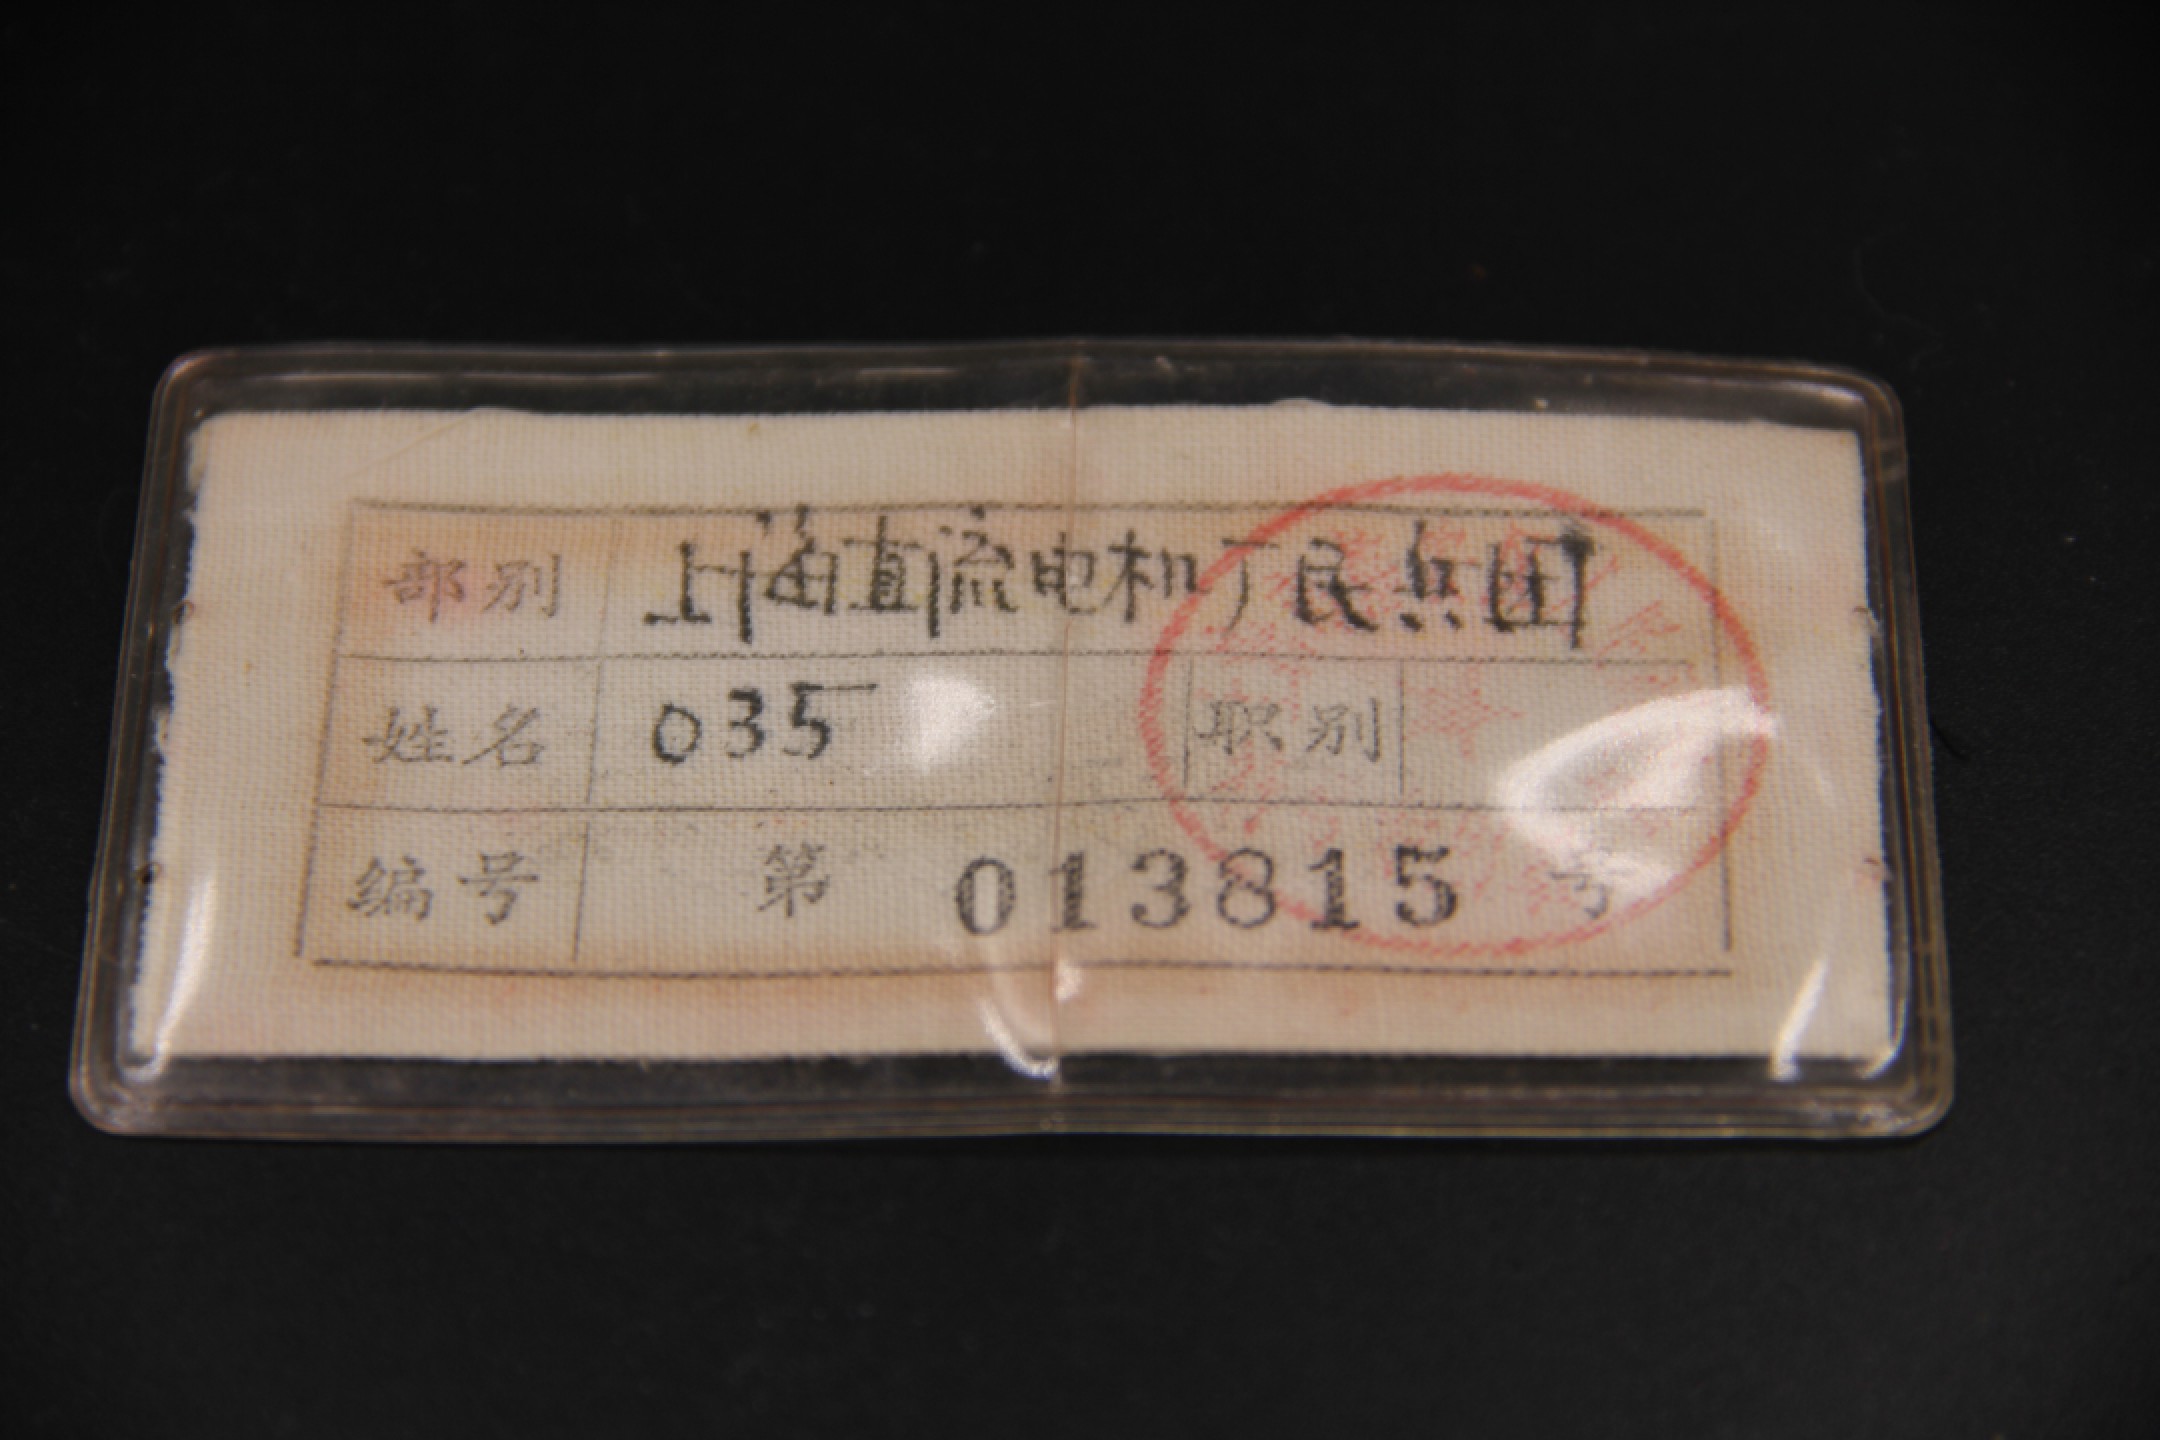 部别 上海直流电机厂民兵团
姓名 035 职别
编号 第 013815 号